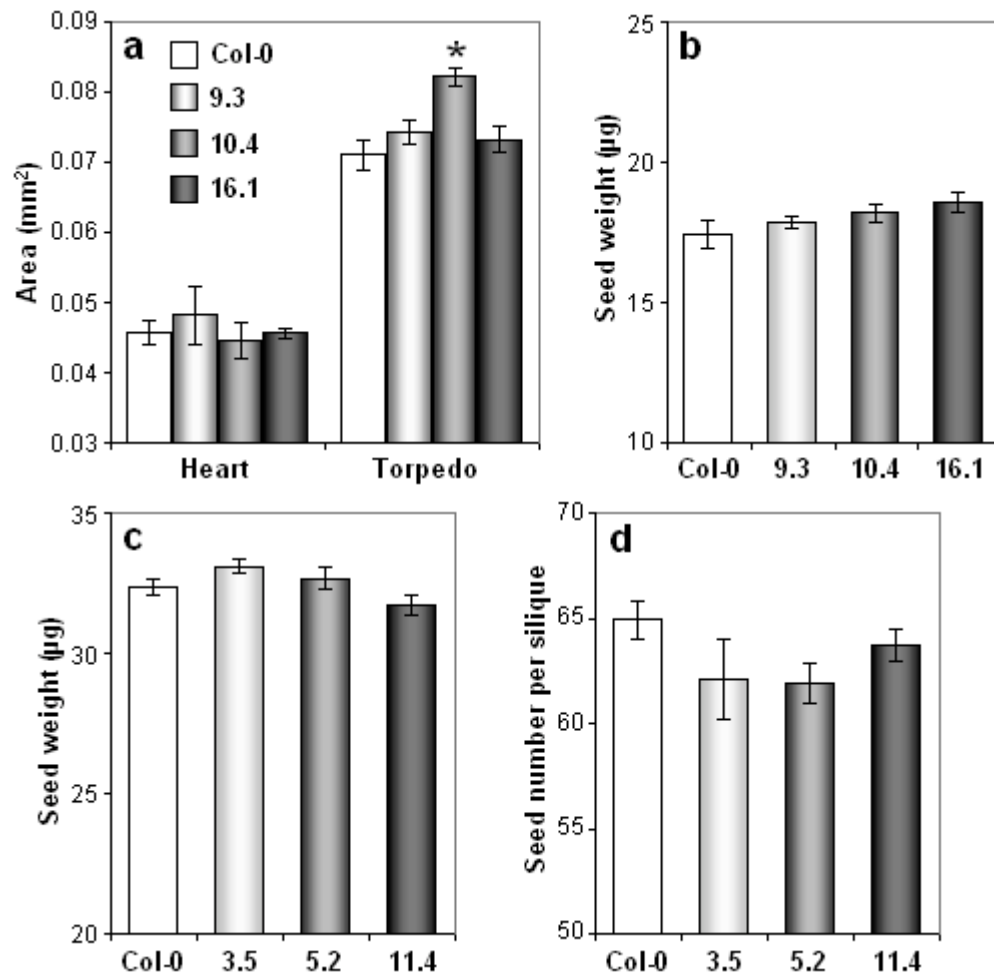 a
Col-0
9.3
10.4
16.1
*
Area (mm²)
0.09
0.08
0.07
0.06
0.05
0.04
0.03
Heart Torpedo
b
Seed weight (µg)
25
20
15
10
Col-0 9.3 10.4 16.1
c
Seed weight (µg)
35
30
25
20
Col-0 3.5 5.2 11.4
d
Seed number per silique
70
65
60
55
50
Col-0 3.5 5.2 11.4